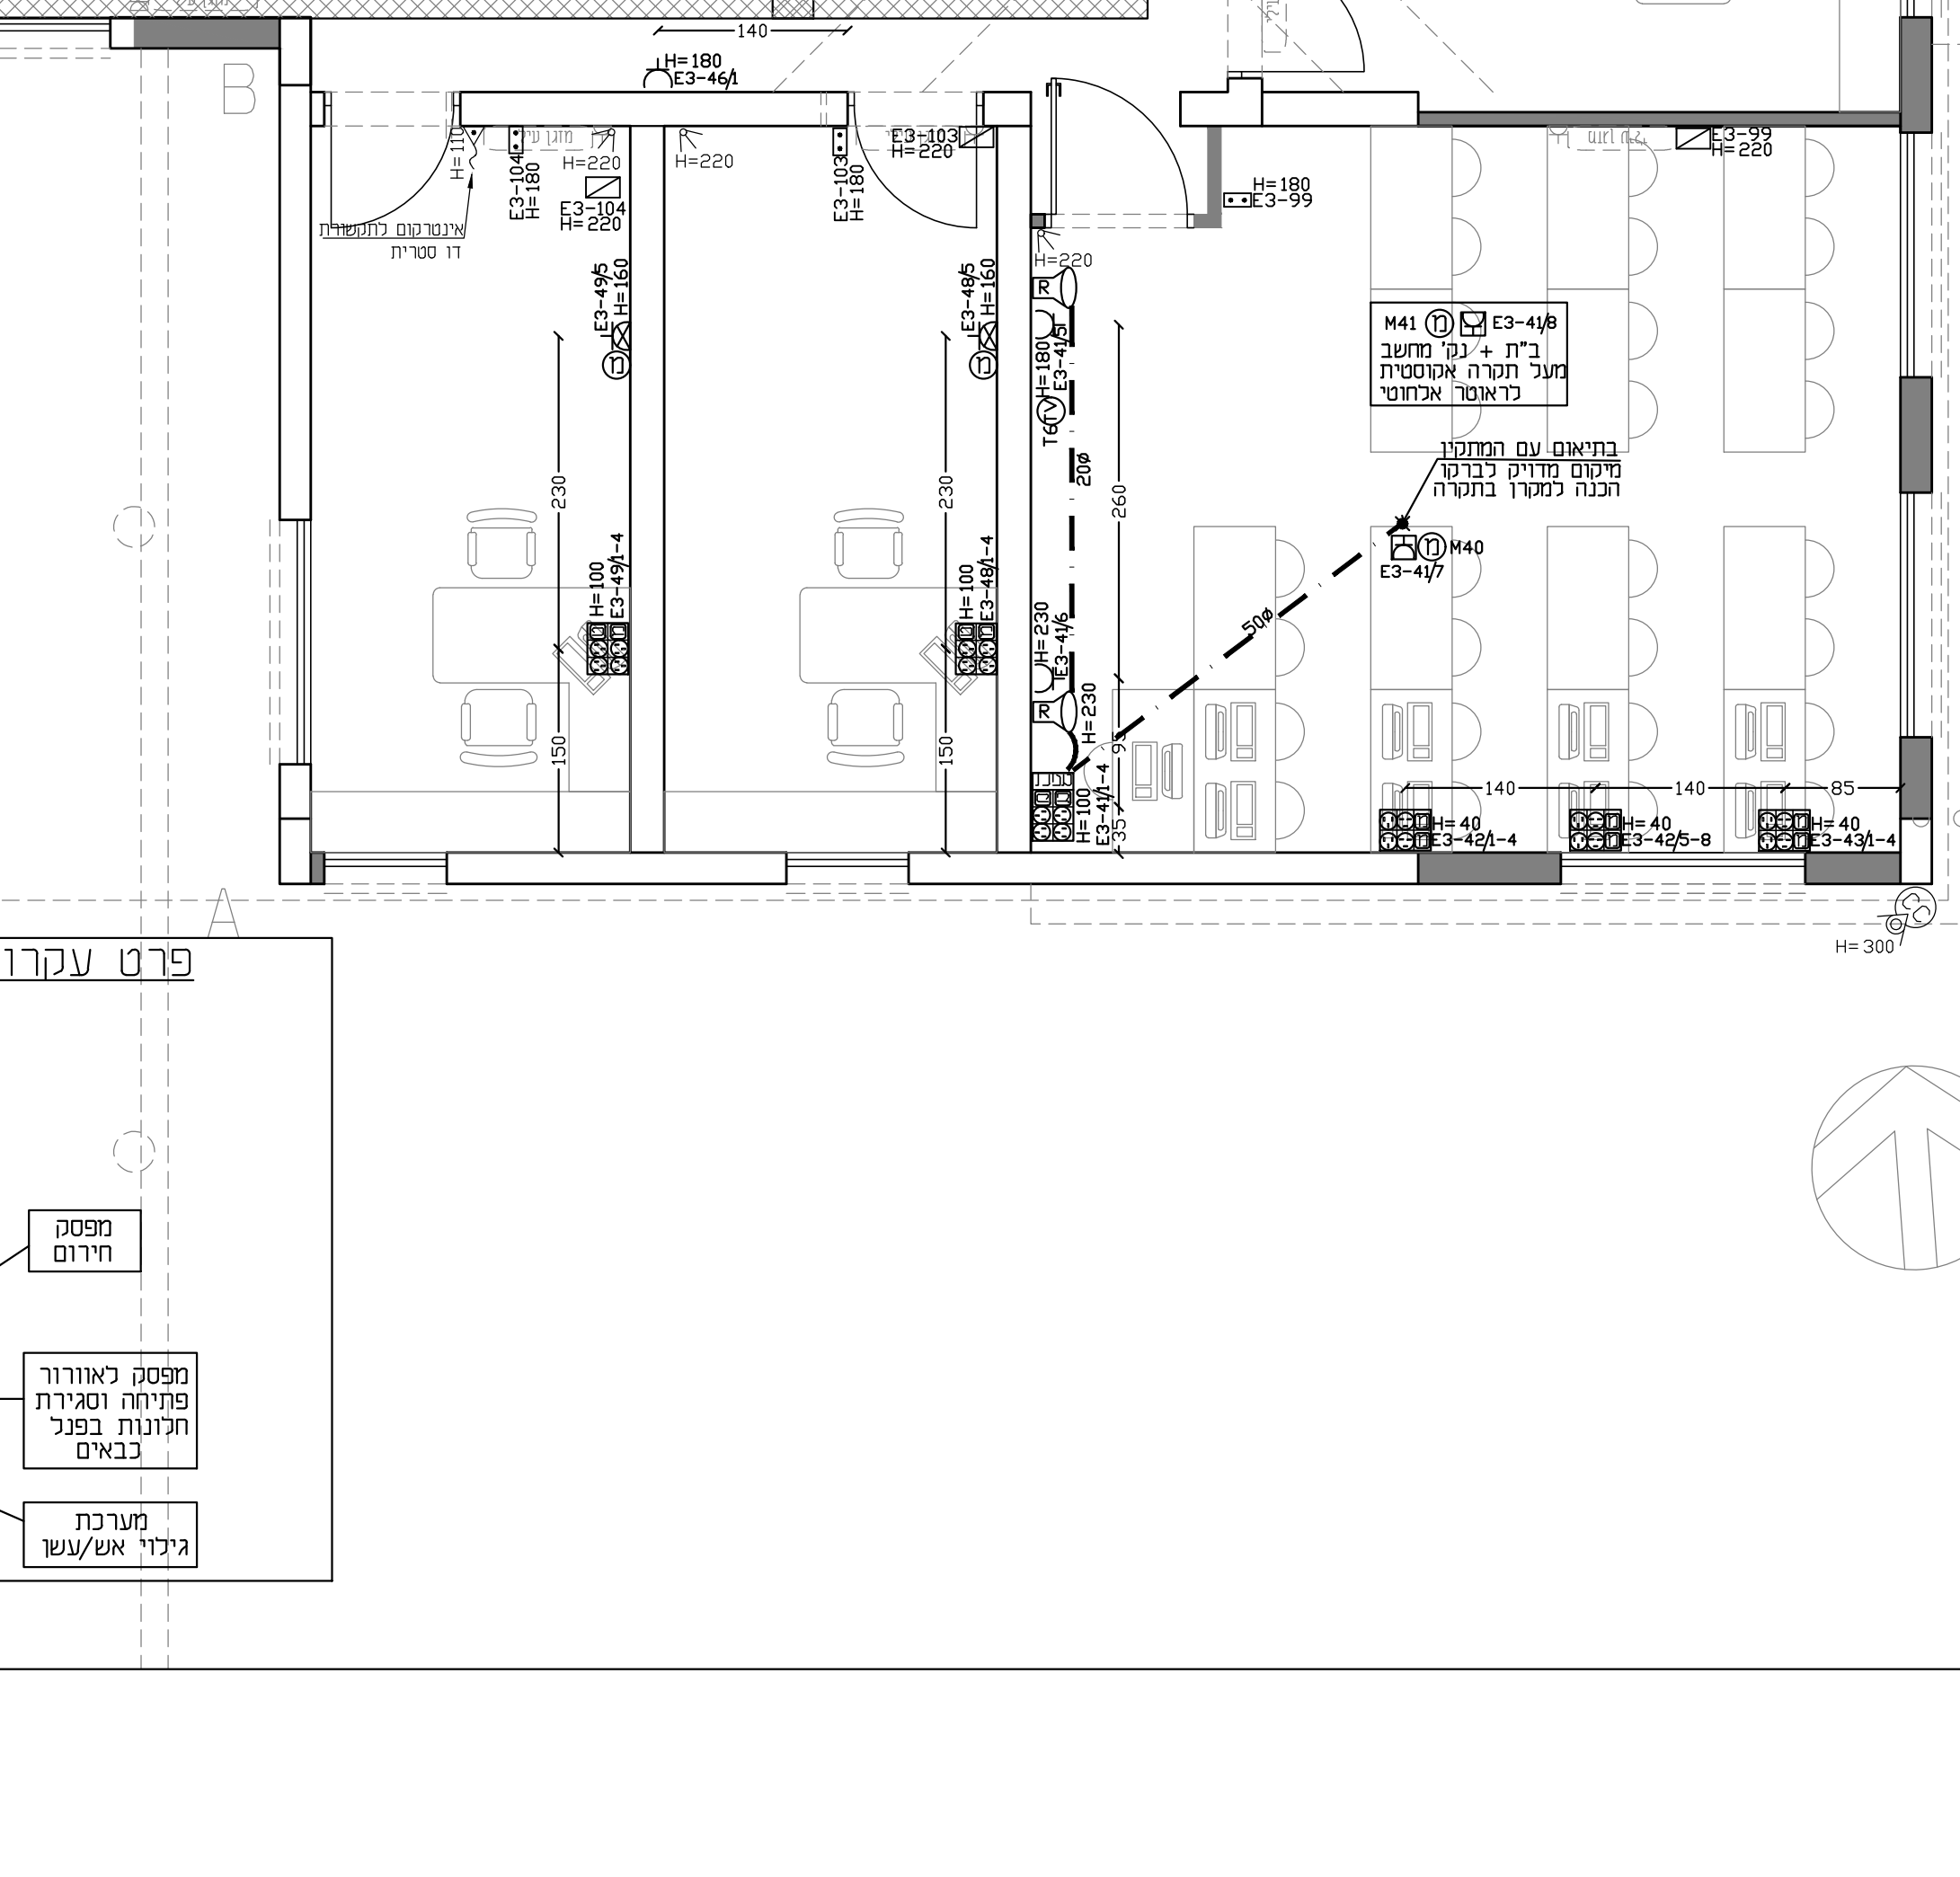 140
H=180
E3-46/1
B
H=110
E3-104
H=180
מזגן עילי
H=220
E3-104
H=220
אינטרקום לתקשורת
דו סטרית
H=220
E3-103
H=180
E3-103
H=220
H=180
E3-99
E3-99
H=220
H=220
E3-49/5
H=160
מ
E3-48/5
H=160
מ
R
H=180
E3-41/5
TV
T6
20Ø
260
230
230
M41 מ E3-41/8
ב"ת + נק' מחשב
מעל תקרה אקוסטית
לראוטר אלחוטי
בתיאום עם המתקין
מיקום מדויק לברקו
הכנה למקרן בתקרה
מ M40
E3-41/7
50Ø
H=100
E3-49/1-4
H=100
E3-48/1-4
H=230
E3-41/6
R
H=230
150
150
95
35
H=100
E3-41/1-4
140
140
85
H=40
E3-42/1-4
H=40
E3-42/5-8
H=40
E3-43/1-4
A
H=300
פרט עקרו
מפסק
חירום
מפסק לאוורור
פתיחה וסגירת
חלונות בפנל
כבאים
מערכת
גילוי אש/עשן